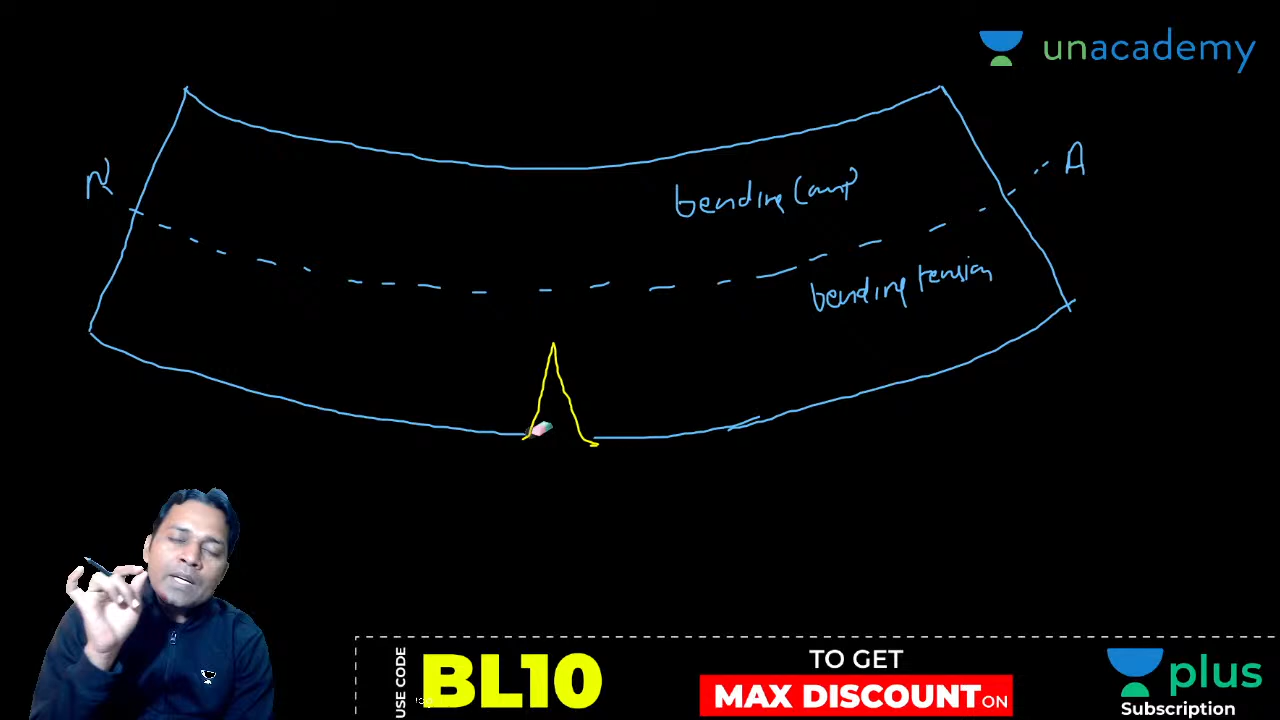 unacademy
N
A
bending Comp
bending tension
USE CODE
BL10
TO GET
MAX DISCOUNT ON
plus
Subscription